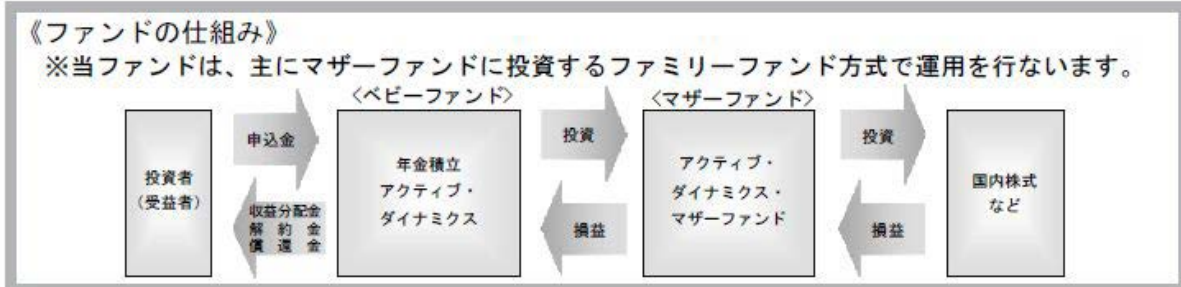 《ファンドの仕組み》
※当ファンドは、主にマザーファンドに投資するファミリーファンド方式で運用を行ないます。
〈ベビーファンド〉
〈マザーファンド〉
投資者
(受益者)
申込金
収益分配金
解約金
償還金
年金積立
アクティブ・
ダイナミクス
投資
損益
アクティブ・
ダイナミクス・
マザーファンド
投資
損益
国内株式
など